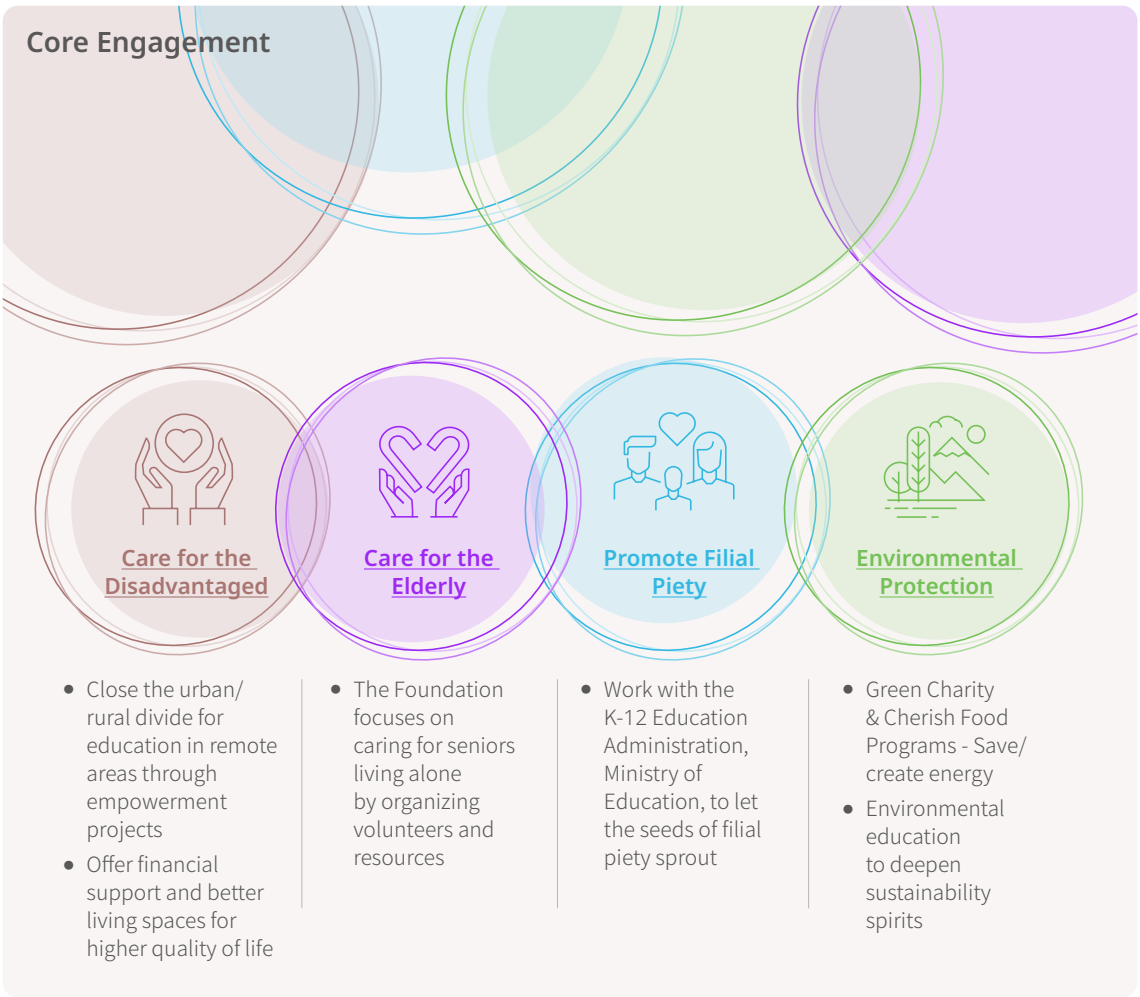 Core Engagement
Care for the
Disadvantaged
Care for the
Elderly
Promote Filial
Piety
Environmental
Protection
● Close the urban/
rural divide for
education in remote
areas through
empowerment
projects
● Offer financial
support and better
living spaces for
higher quality of life
● The Foundation
focuses on
caring for seniors
living alone
by organizing
volunteers and
resources
● Work with the
K-12 Education
Administration,
Ministry of
Education, to let
the seeds of filial
piety sprout
● Green Charity
& Cherish Food
Programs - Save/
create energy
● Environmental
education
to deepen
sustainability
spirits